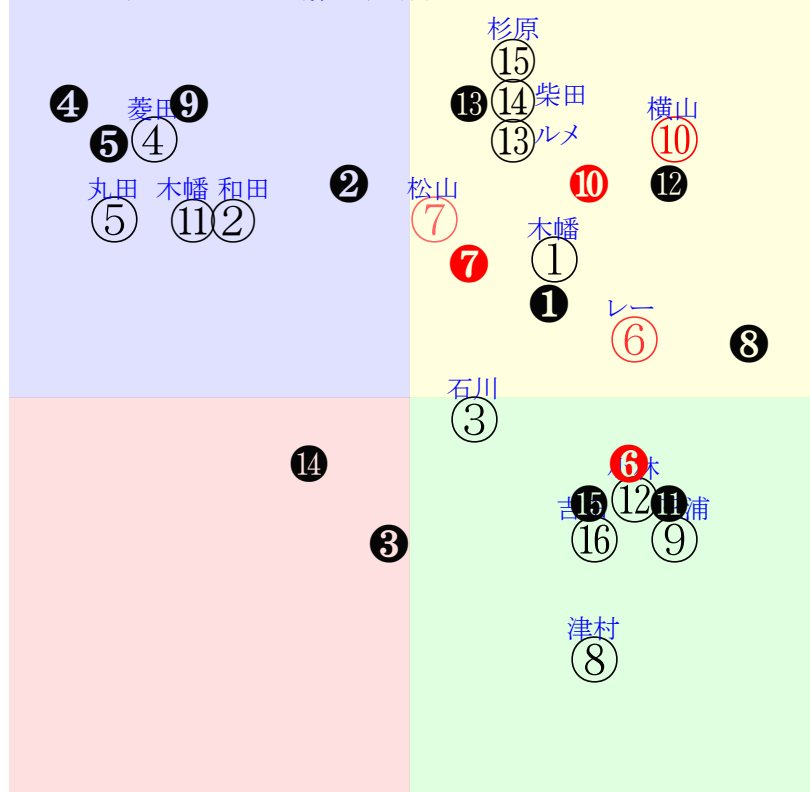 杉原
⑮
❹ 菱田 ❾ ⓭ ⑭ 柴田 横山
❺ ④ ⑬ ルメ ⑩
丸田 木幡 和田 ❷ 松山 ❿ ⓬
⑤ ⑪ ② ⑦ 木幡
❼ ①
❶ レー
⑥ ❽
石川
③
⓮ ❻
⓯ ⑫ ⓫ 浦
❸ ⑯ ⑨
津村
⑧